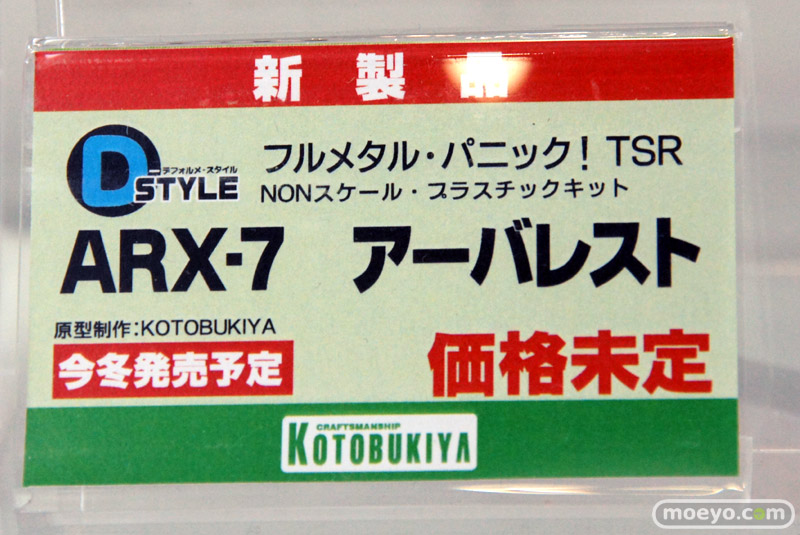 新製品
デフォルメ・スタイル
D-STYLE
フルメタル・パニック! TSR
NONスケール・プラスチックキット
ARX-7 アーバレスト
原型制作:KOTOBUKIYA
今冬発売予定
価格未定
CRAFTSMANSHIP
KOTOBUKIYA
moeyo.com